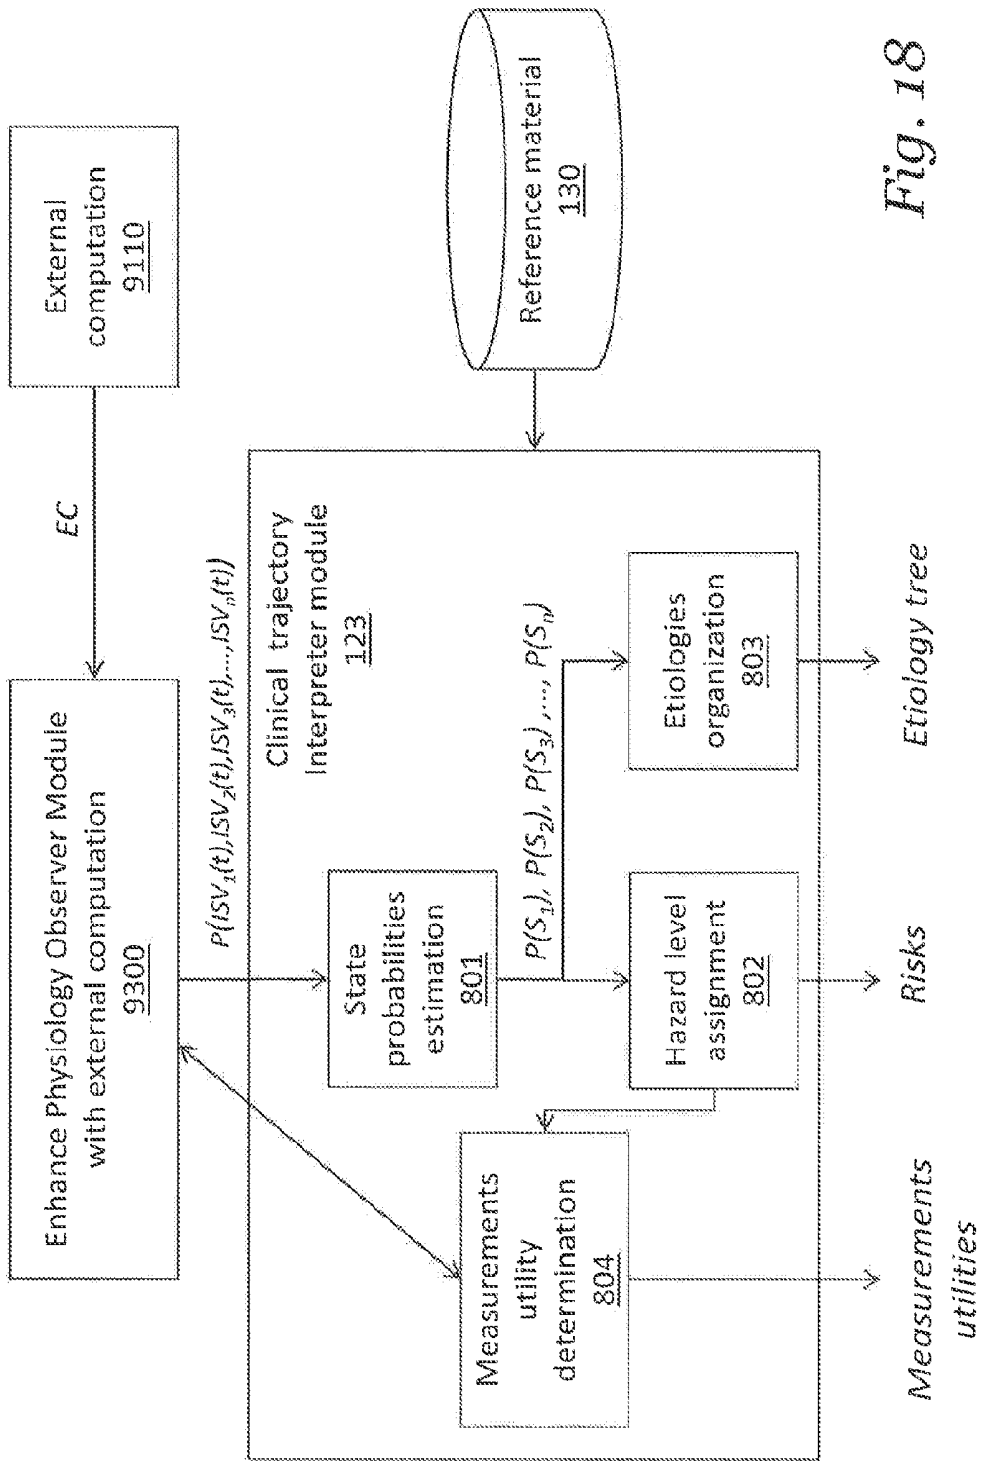 Enhance Physiology Observer Module
with external computation
9300
EC
External
computation
9110
P(ISV₁(t),ISV₂(t),ISV₃(t),...,ISVₙ(t))
Clinical trajectory
Interpreter module
123
State
probabilities
estimation
801
P(S₁), P(S₂), P(S₃) ,..., P(Sₙ)
Measurements
utility
determination
804
Hazard level
assignment
802
Etiologies
organization
803
Reference material
130
Measurements
utilities
Risks
Etiology tree
Fig. 18